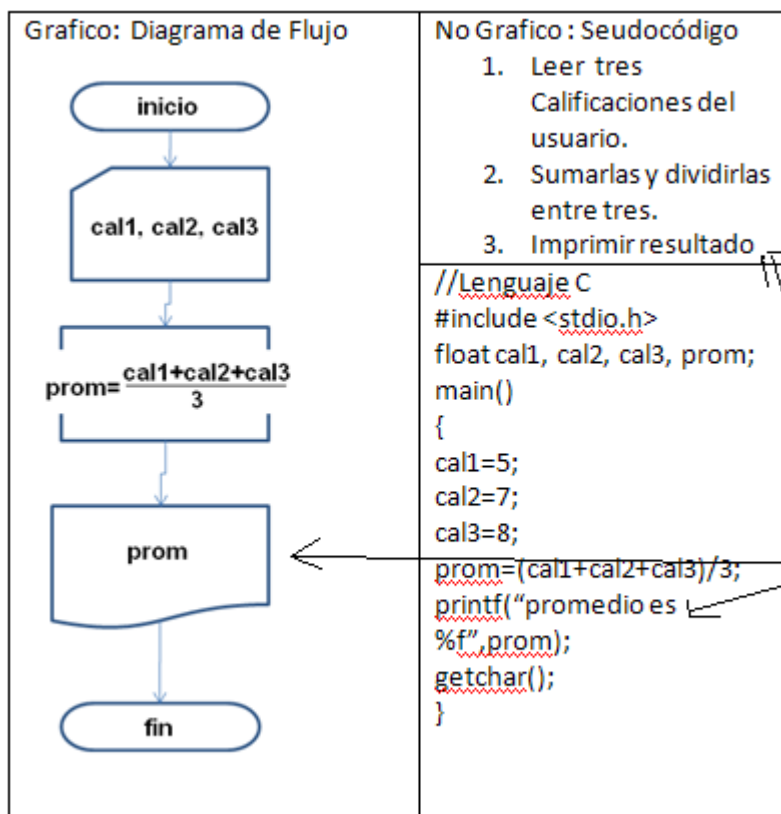 Grafico: Diagrama de Flujo
inicio
cal1, cal2, cal3
prom= cal1+cal2+cal3
3
prom
fin
No Grafico : Seudocódigo
1. Leer tres
Calificaciones del
usuario.
2. Sumarlas y dividirlas
entre tres.
3. Imprimir resultado
//Lenguaje C
#include <stdio.h>
float cal1, cal2, cal3, prom;
main()
{
cal1=5;
cal2=7;
cal3=8;
prom=(cal1+cal2+cal3)/3;
printf(“promedio es
%f”,prom);
getchar();
}